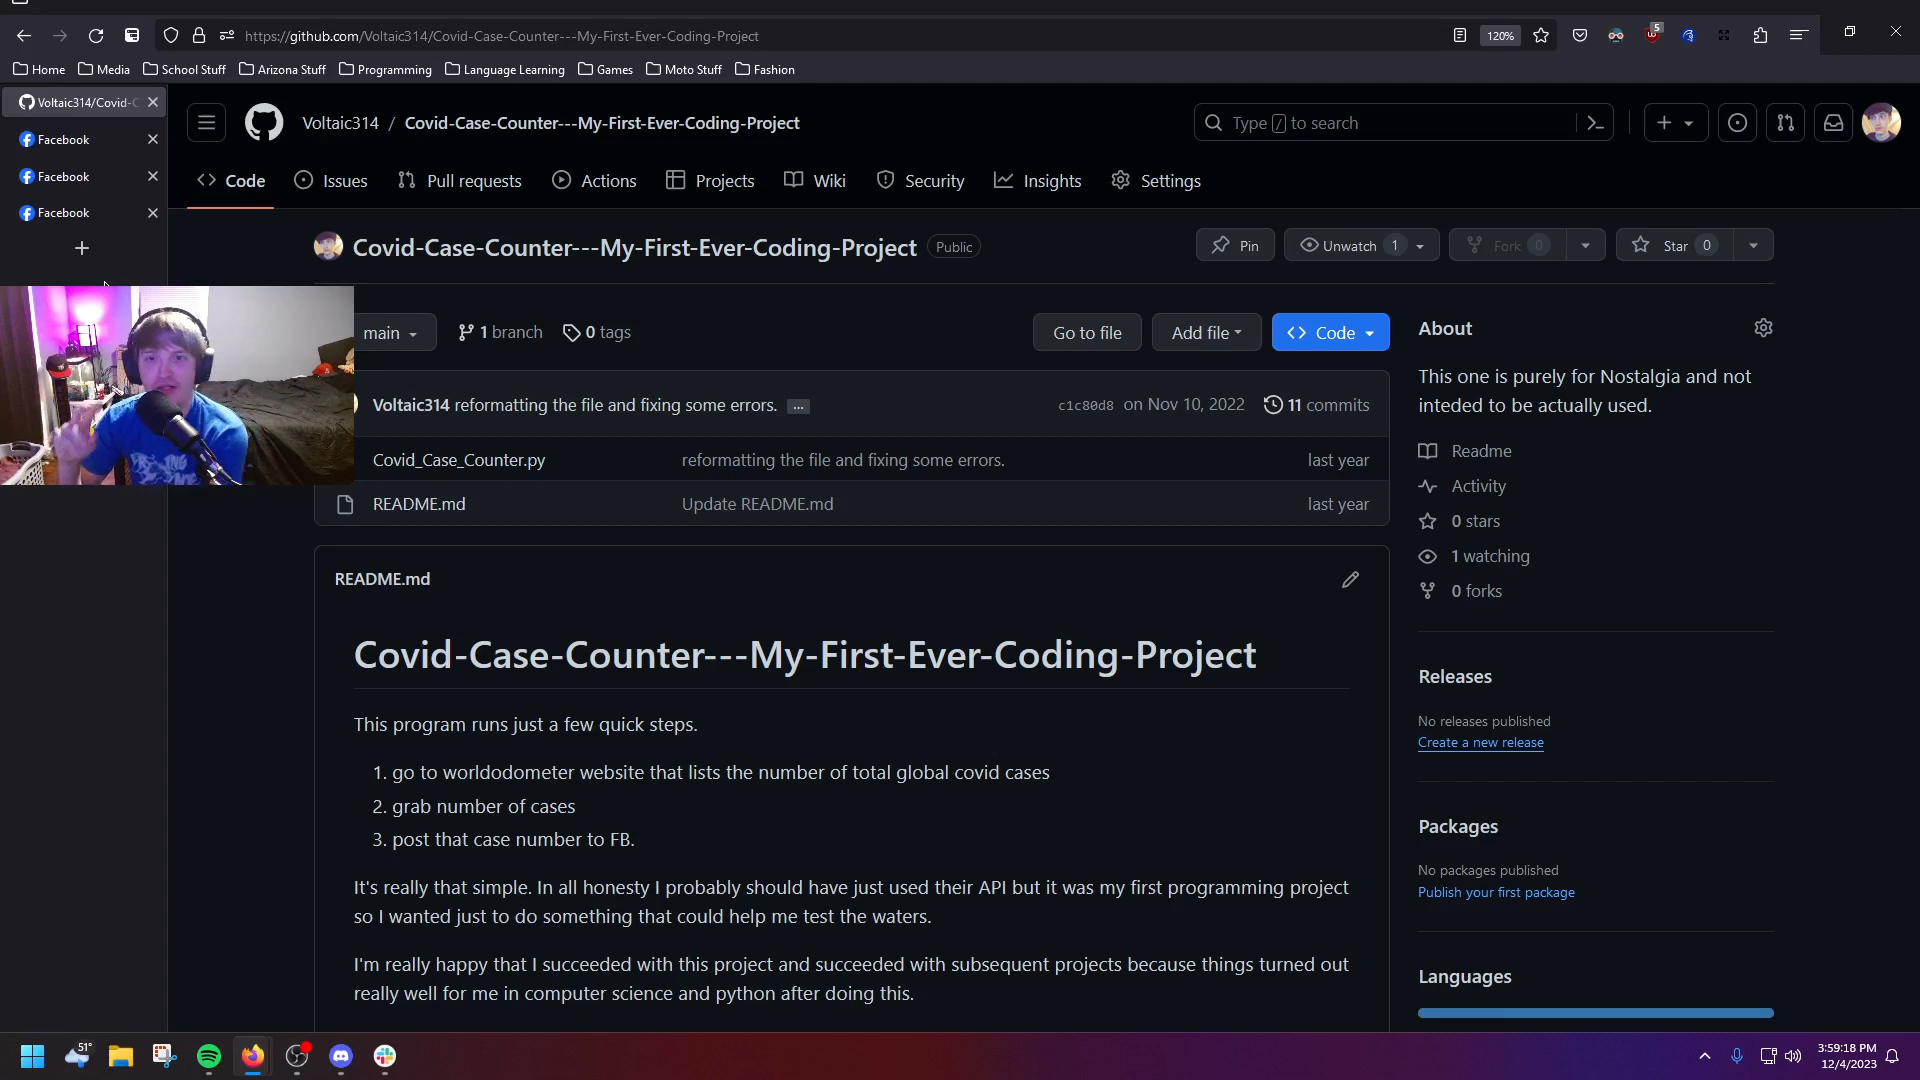 https://github.com/Voltaic314/Covid-Case-Counter---My-First-Ever-Coding-Project
120%
5
Home
Media
School Stuff
Arizona Stuff
Programming
Language Learning
Games
Moto Stuff
Fashion
Voltaic314/Covid-C
Facebook
Facebook
Facebook
Voltaic314 / Covid-Case-Counter---My-First-Ever-Coding-Project
Type / to search
Code
Issues
Pull requests
Actions
Projects
Wiki
Security
Insights
Settings
Covid-Case-Counter---My-First-Ever-Coding-Project
Public
Pin
Unwatch 1
Fork 0
Star 0
main
1 branch
0 tags
Go to file
Add file
Code
Voltaic314 reformatting the file and fixing some errors. ...
c1c80d8 on Nov 10, 2022
11 commits
Covid_Case_Counter.py
reformatting the file and fixing some errors.
last year
README.md
Update README.md
last year
README.md
Covid-Case-Counter---My-First-Ever-Coding-Project
This program runs just a few quick steps.
1. go to worldodometer website that lists the number of total global covid cases
2. grab number of cases
3. post that case number to FB.
It's really that simple. In all honesty I probably should have just used their API but it was my first programming project
so I wanted just to do something that could help me test the waters.
I'm really happy that I succeeded with this project and succeeded with subsequent projects because things turned out
really well for me in computer science and python after doing this.
About
This one is purely for Nostalgia and not
inteded to be actually used.
Readme
Activity
0 stars
1 watching
0 forks
Releases
No releases published
Create a new release
Packages
No packages published
Publish your first package
Languages
51°
3:59:18 PM
12/4/2023